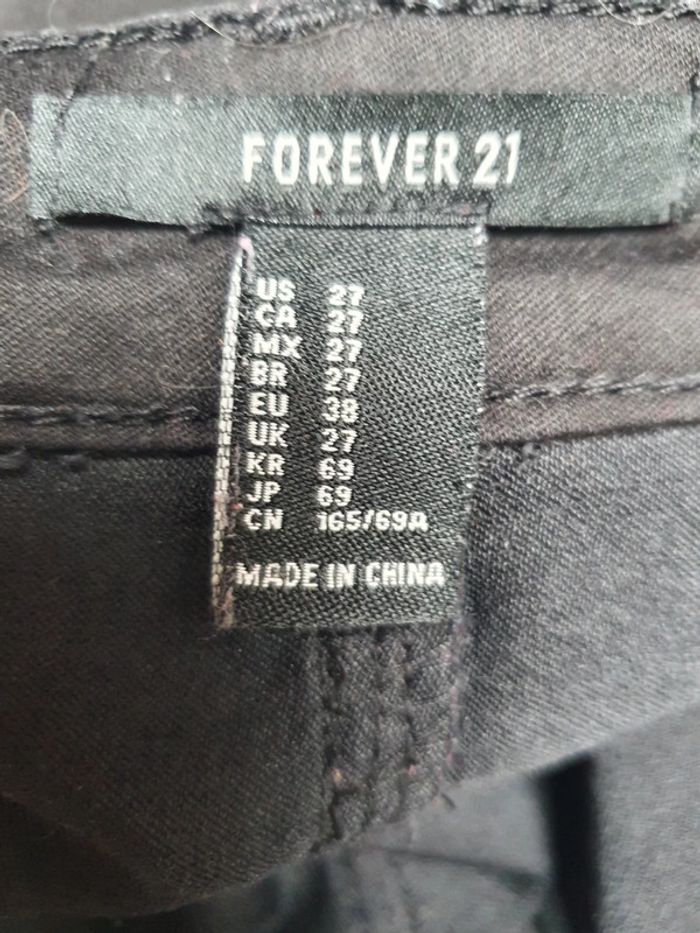 FOREVER 21
US 27
CA 27
MX 27
BR 27
EU 38
UK 27
KR 69
JP 69
CN 165/69A
MADE IN CHINA